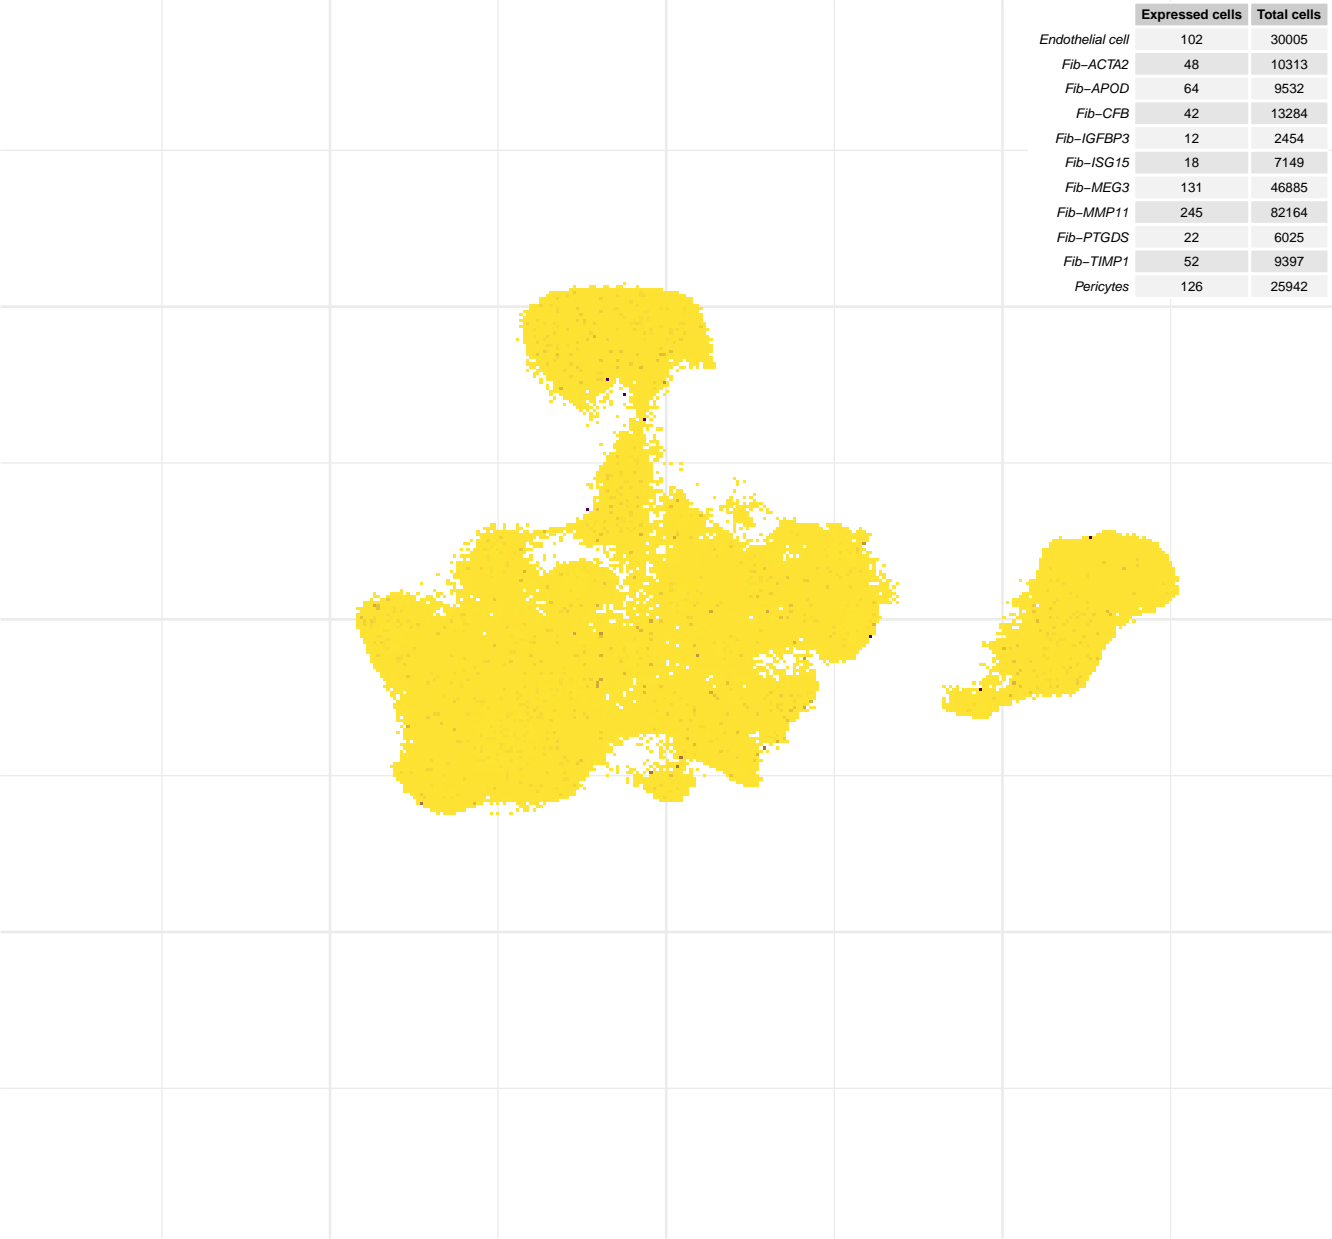 Expressed cells Total cells
Endothelial cell 102 30005
Fib−ACTA2 48 10313
Fib−APOD 64 9532
Fib−CFB 42 13284
Fib−IGFBP3 12 2454
Fib−ISG15 18 7149
Fib−MEG3 131 46885
Fib−MMP11 245 82164
Fib−PTGDS 22 6025
Fib−TIMP1 52 9397
Pericytes 126 25942